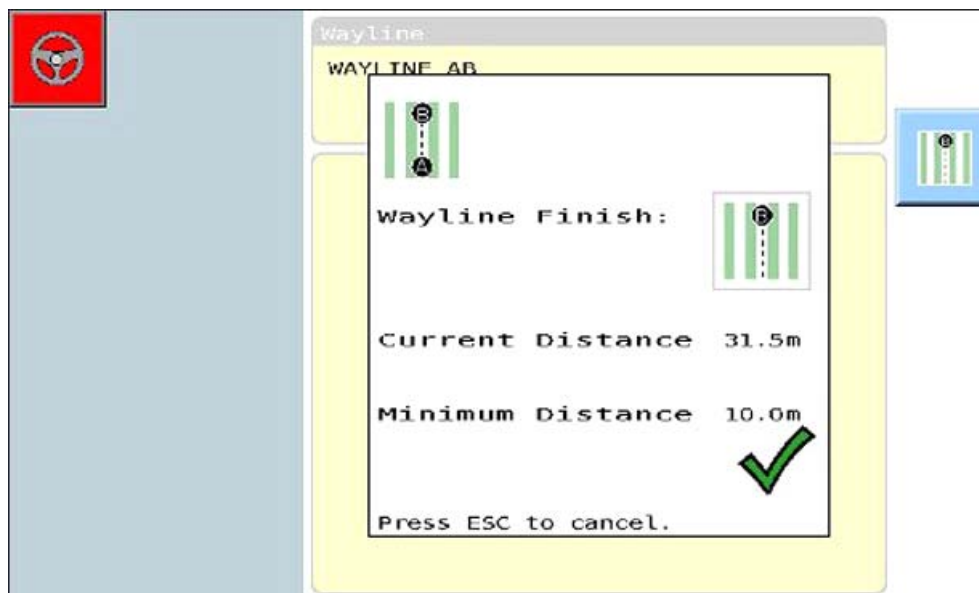 Wayline
WAYLINE AB
B
A
Wayline Finish:
B
B
Current Distance 31.5m
Minimum Distance 10.0m
Press ESC to cancel.